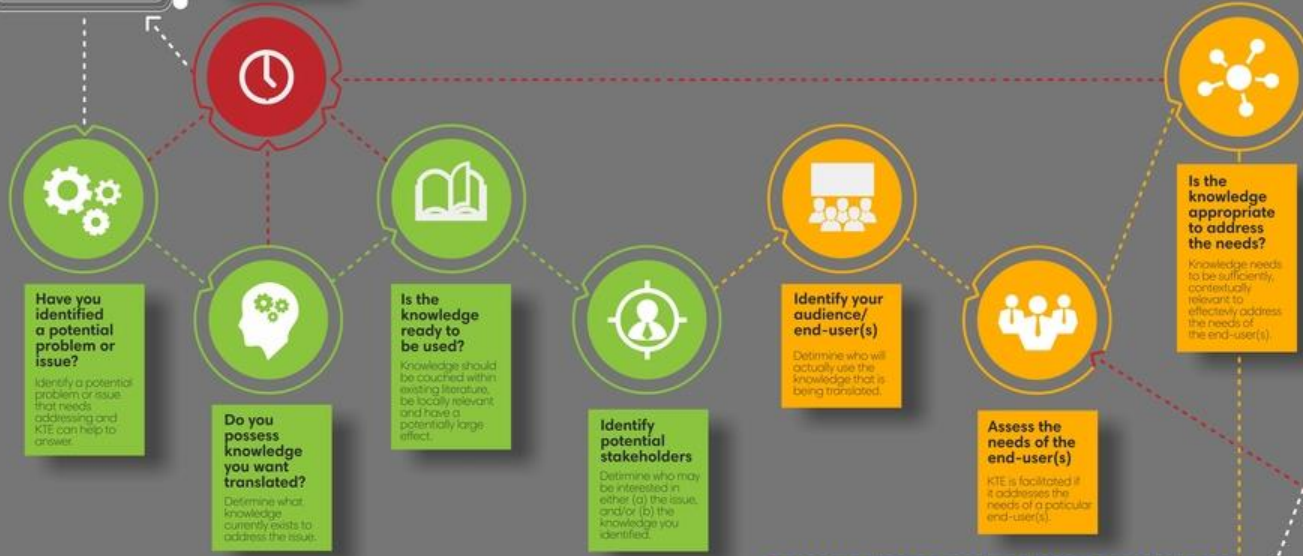 Have you
identified
a potential
problem or
issue?
Identify a potential
problem or issue
that needs
addressing and
KTE can help to
answer.
Do you
possess
knowledge
you want
translated?
Detirmine what
knowledge
currently exists to
address the issue.
Is the
knowledge
ready to
be used?
Knowledge should
be couched within
existing literature,
be locally relevant
and have a
potentially large
effect.
Identify
potential
stakeholders
Detirmine who may
be interested in
either (a) the issue,
and/or (b) the
knowledge you
identified.
Identify your
audience/
end-user(s)
Detirmine who will
actually use the
knowledge that is
being translated.
Assess the
needs of the
end-user(s)
KTE is facilitated if
it addresses the
needs of a paticular
end-user(s).
Is the
knowledge
appropriate
to address
the needs?
Knowledge needs
to be sufficiently,
contextually
relevant to
effectevly address
the needs of
the end-user(s).